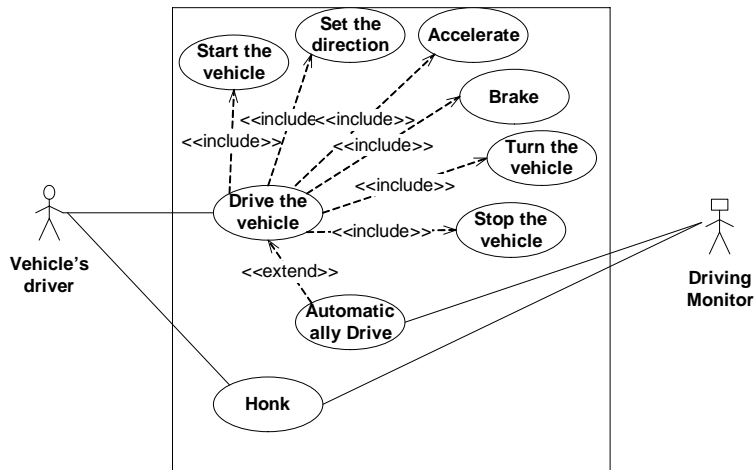 Set the
direction
Accelerate
Start the
vehicle
Brake
<<include>>
<<include>>
<<include>>
<<include>>
Turn the
vehicle
<<include>>
Drive the
vehicle
<<include>>
Stop the
vehicle
Vehicle's
driver
<<extend>>
Driving
Monitor
Automatic
ally Drive
Honk